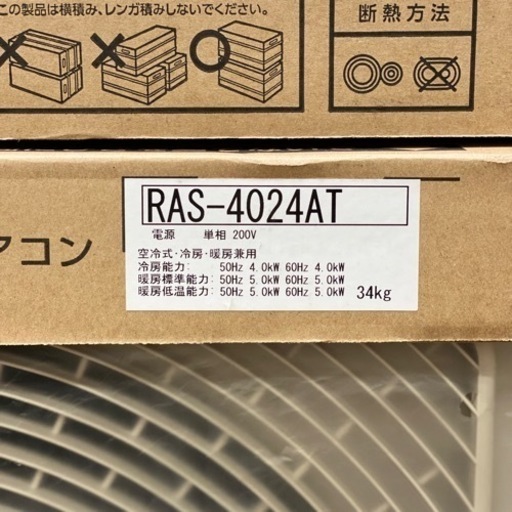 この製品は横積み、レンガ積みしないでください。
断熱方法
アコン
RAS-4024AT
電源 単相 200V
空冷式・冷房・暖房兼用
冷房能力: 50Hz 4.0kW 60Hz 4.0kW
暖房標準能力: 50Hz 5.0kW 60Hz 5.0kW
暖房低温能力: 50Hz 5.0kW 60Hz 5.0kW
34kg